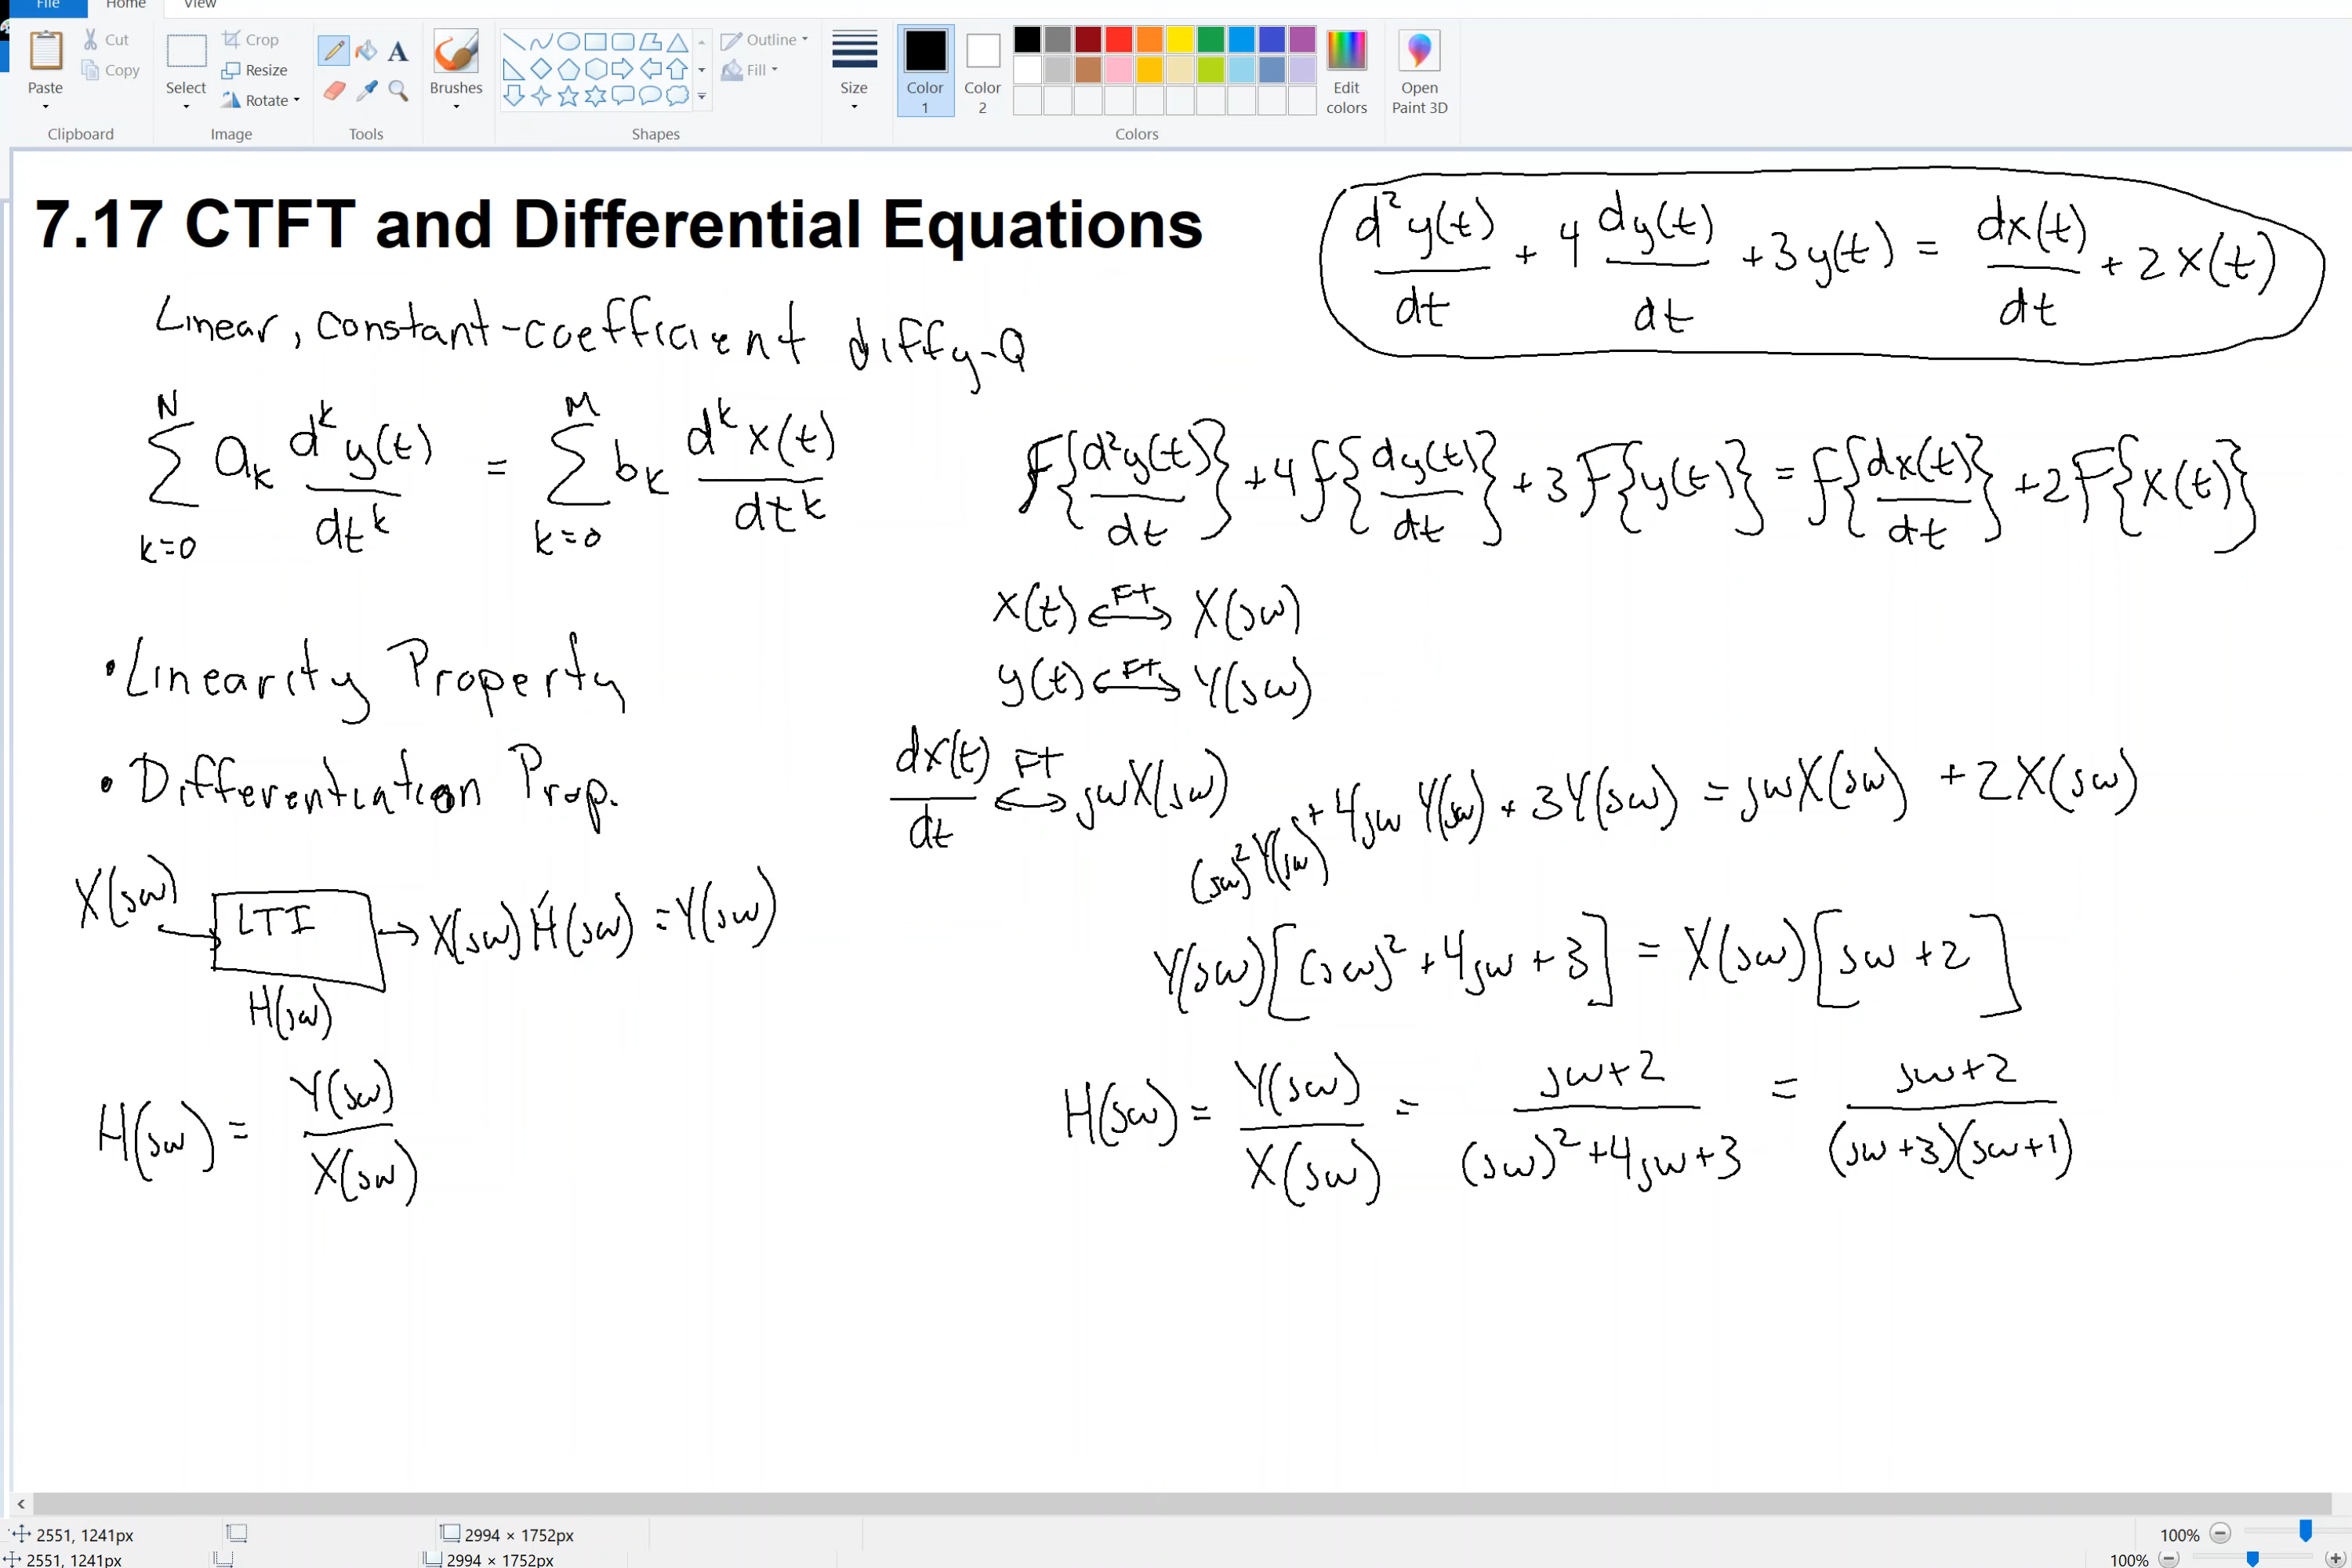 File Home View
Paste Cut Copy Clipboard
Select Crop Resize Rotate Image
Tools
Brushes
Outline Fill Shapes
Size
Color 1 Color 2
Edit colors Colors
Open Paint 3D
7.17 CTFT and Differential Equations
d²y(t)/dt + 4 dy(t)/dt + 3y(t) = dx(t)/dt + 2x(t)
Linear, constant-coefficient diffy-Q
N Σ k=0 a_k d^k y(t)/dt^k = M Σ k=0 b_k d^k x(t)/dt^k
F{d²y(t)/dt} + 4F{dy(t)/dt} + 3F{y(t)} = F{dx(t)/dt} + 2F{x(t)}
x(t) ⟷FT X(jω)
• Linearity Property
y(t) ⟷FT Y(jω)
• Differentiation Prop.
dx(t)/dt ⟷FT jωX(jω)
(jω)²Y(jω) + 4jω Y(jω) + 3Y(jω) = jωX(jω) + 2X(jω)
X(jω) → LTI → X(jω)H(jω) = Y(jω)
H(jω)
Y(jω)[(jω)² + 4jω + 3] = X(jω)[jω + 2]
H(jω) = Y(jω)/X(jω)
H(jω) = Y(jω)/X(jω) = jω+2/(jω)²+4jω+3 = jω+2/(jω+3)(jω+1)
2551, 1241px 2994 × 1752px 100%
2551, 1241px 2994 × 1752px 100%